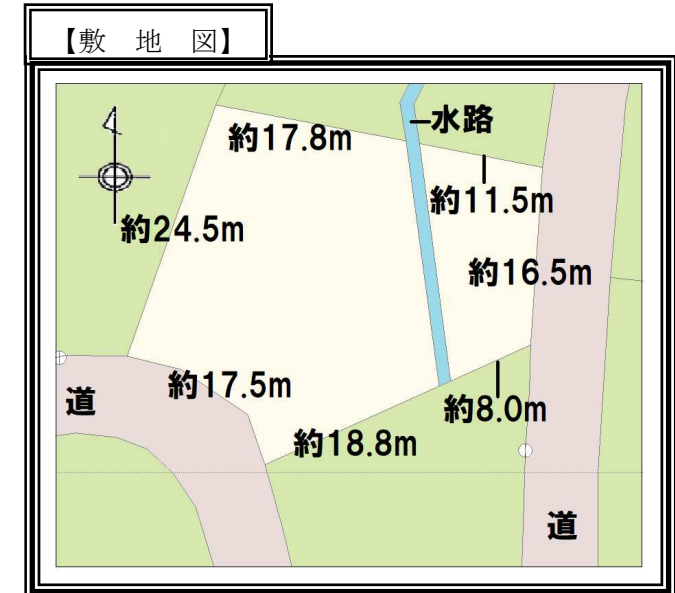 【敷 地 図】
水路
約17.8m
約11.5m
約24.5m
約16.5m
約17.5m
道
約8.0m
約18.8m
道